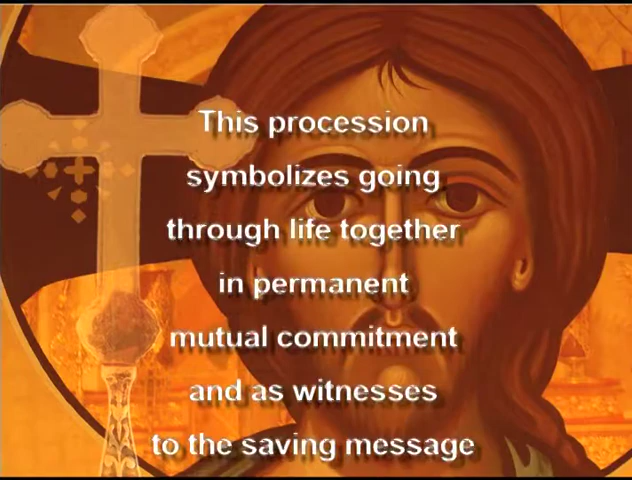 This procession
symbolizes going
through life together
in permanent
mutual commitment
and as witnesses
to the saving message